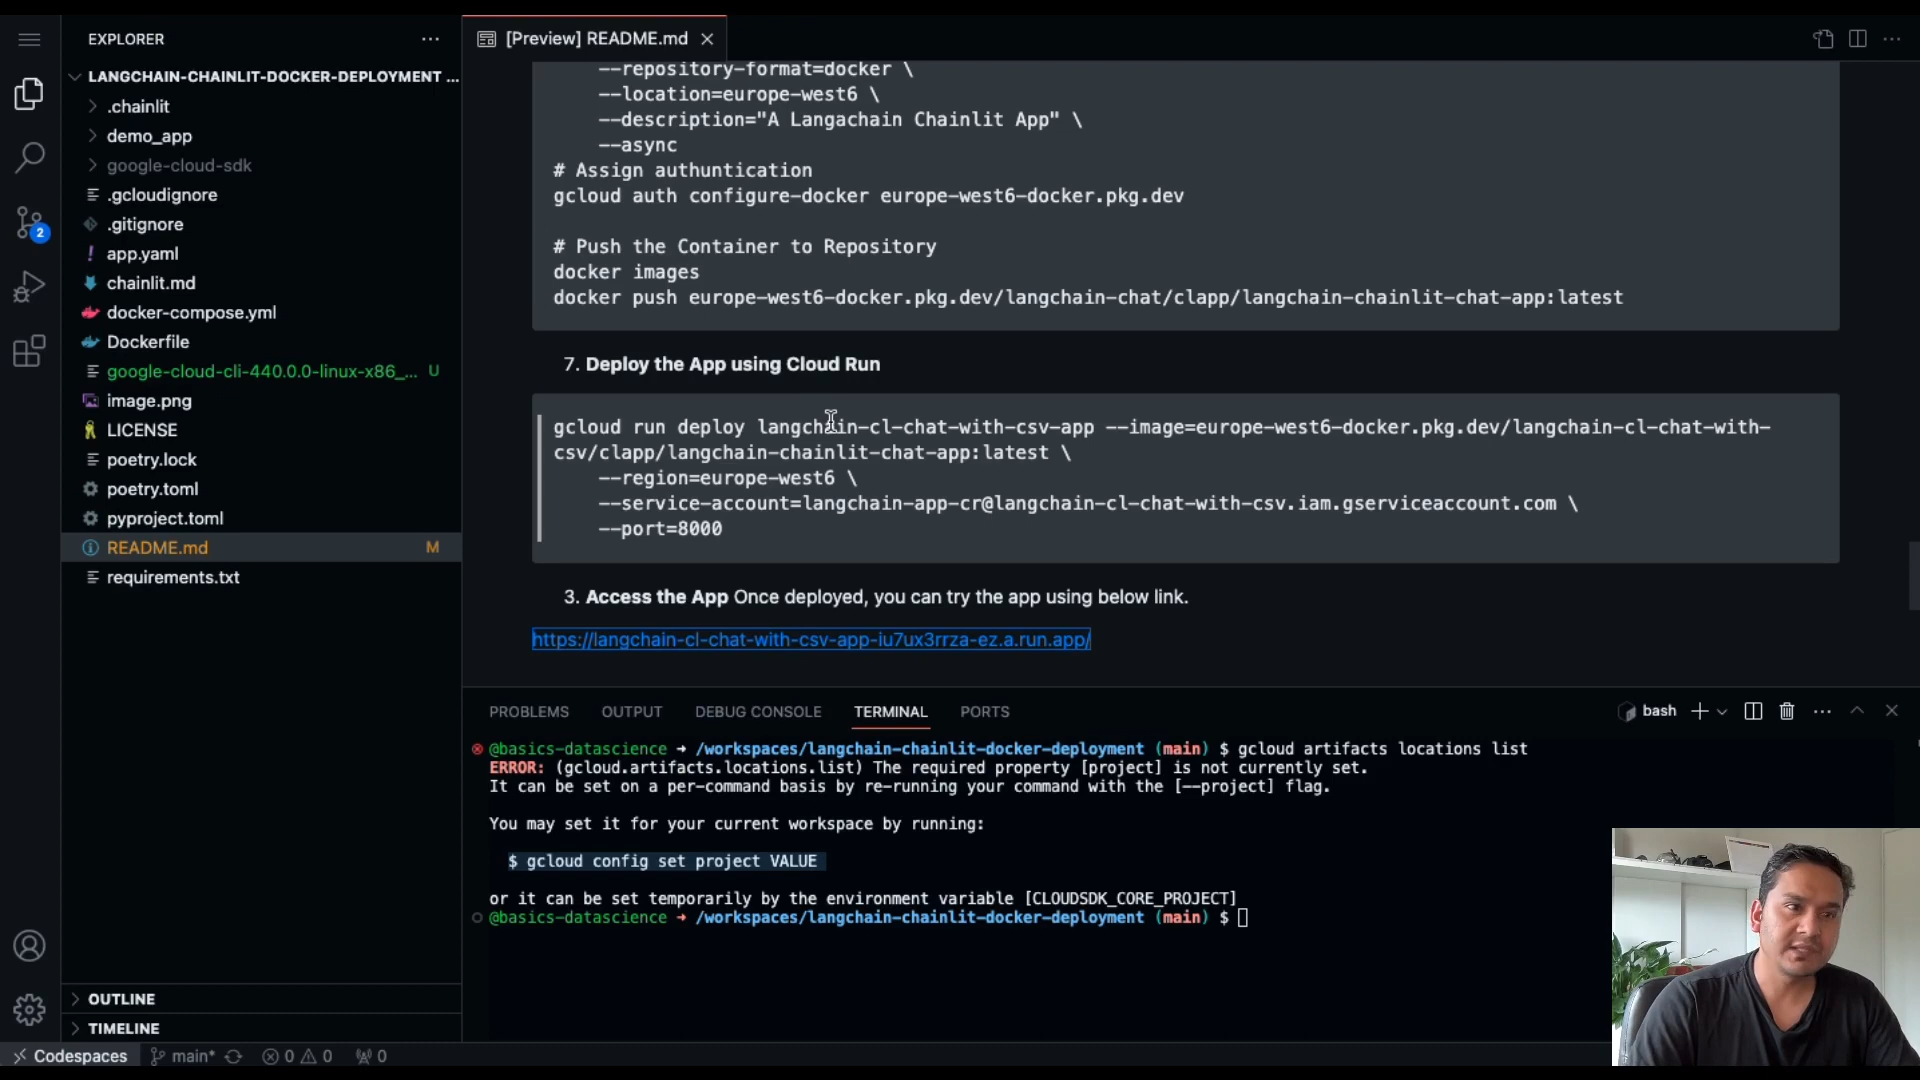 EXPLORER
[Preview] README.md
LANGCHAIN-CHAINLIT-DOCKER-DEPLOYMENT ...
.chainlit
demo_app
google-cloud-sdk
.gcloudignore
.gitignore
app.yaml
chainlit.md
docker-compose.yml
Dockerfile
google-cloud-cli-440.0.0-linux-x86_... U
image.png
LICENSE
poetry.lock
poetry.toml
pyproject.toml
README.md M
requirements.txt
OUTLINE
TIMELINE
2
--repository-format=docker \
--location=europe-west6 \
--description="A Langachain Chainlit App" \
--async
# Assign authuntication
gcloud auth configure-docker europe-west6-docker.pkg.dev
# Push the Container to Repository
docker images
docker push europe-west6-docker.pkg.dev/langchain-chat/clapp/langchain-chainlit-chat-app:latest
7. Deploy the App using Cloud Run
gcloud run deploy langchain-cl-chat-with-csv-app --image=europe-west6-docker.pkg.dev/langchain-cl-chat-with-
csv/clapp/langchain-chainlit-chat-app:latest \
--region=europe-west6 \
--service-account=langchain-app-cr@langchain-cl-chat-with-csv.iam.gserviceaccount.com \
--port=8000
3. Access the App Once deployed, you can try the app using below link.
https://langchain-cl-chat-with-csv-app-iu7ux3rrza-ez.a.run.app/
PROBLEMS OUTPUT DEBUG CONSOLE TERMINAL PORTS bash
@basics-datascience → /workspaces/langchain-chainlit-docker-deployment (main) $ gcloud artifacts locations list
ERROR: (gcloud.artifacts.locations.list) The required property [project] is not currently set.
It can be set on a per-command basis by re-running your command with the [--project] flag.
You may set it for your current workspace by running:
$ gcloud config set project VALUE
or it can be set temporarily by the environment variable [CLOUDSDK_CORE_PROJECT]
@basics-datascience → /workspaces/langchain-chainlit-docker-deployment (main) $
Codespaces main* 0 0 0